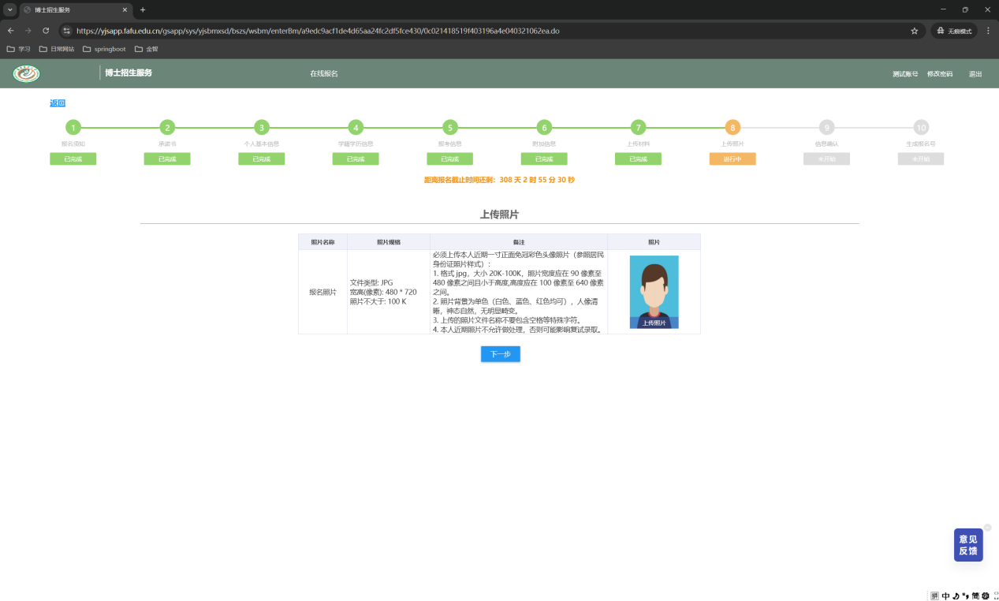 博士招生服务
https://yjsapp.fafu.edu.cn/gsapp/sys/yjsbmxsd/bszs/wsbm/enterBm/a9edc9acf1de4d65aa24fc2df5fce430/0c021418519f403196a4e040321062ea.do
无痕模式
学习 日常网站 springboot 金智
博士招生服务 在线报名 测试账号 修改密码 退出
返回
1 2 3 4 5 6 7 8 9 10
报名须知 承诺书 个人基本信息 学籍学历信息 报考信息 附加信息 上传材料 上传照片 信息确认 生成报名号
已完成 已完成 已完成 已完成 已完成 已完成 已完成 进行中 未开始 未开始
距离报名截止时间还剩：308 天 2 时 55 分 30 秒
上传照片
照片名称 照片规格 备注 照片
报名照片
文件类型: JPG
宽高(像素): 480 * 720
照片不大于: 100 K
必须上传本人近期一寸正面免冠彩色头像照片（参照居民
身份证照片样式）：
1. 格式 jpg，大小 20K-100K，照片宽度应在 90 像素至
480 像素之间且小于高度,高度应在 100 像素至 640 像素
之间。
2. 照片背景为单色（白色、蓝色、红色均可），人像清
晰，神态自然，无明显畸变。
3. 上传的照片文件名称不要包含空格等特殊字符。
4. 本人近期照片不允许做处理，否则可能影响复试录取。
上传照片
下一步
意见
反馈
拼 中 简